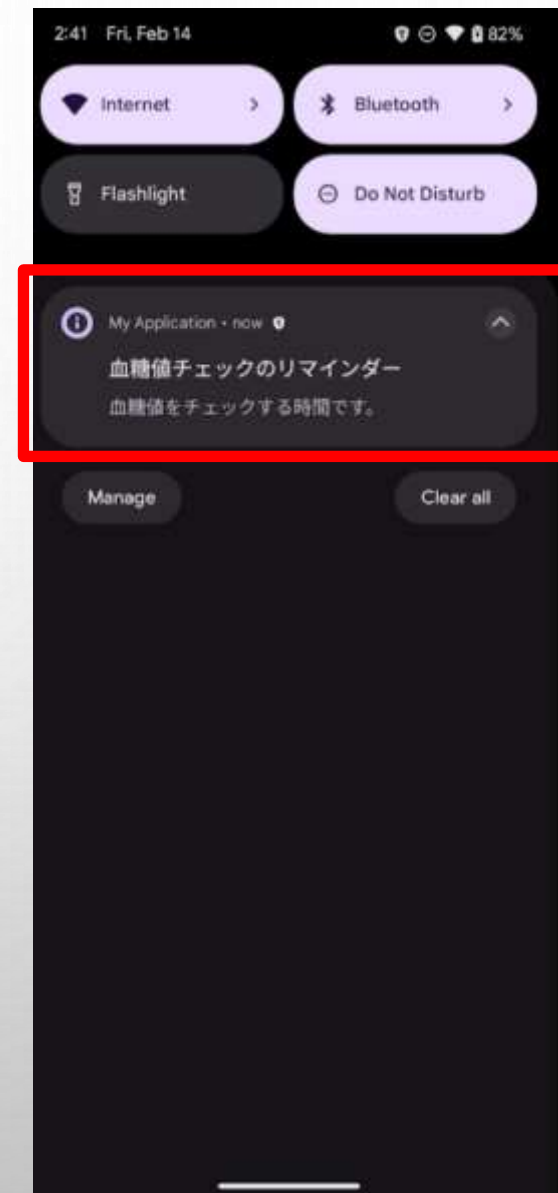 2:41 Fri, Feb 14 82%
Internet
Bluetooth
Flashlight
Do Not Disturb
My Application • now
血糖値チェックのリマインダー
血糖値をチェックする時間です。
Manage
Clear all